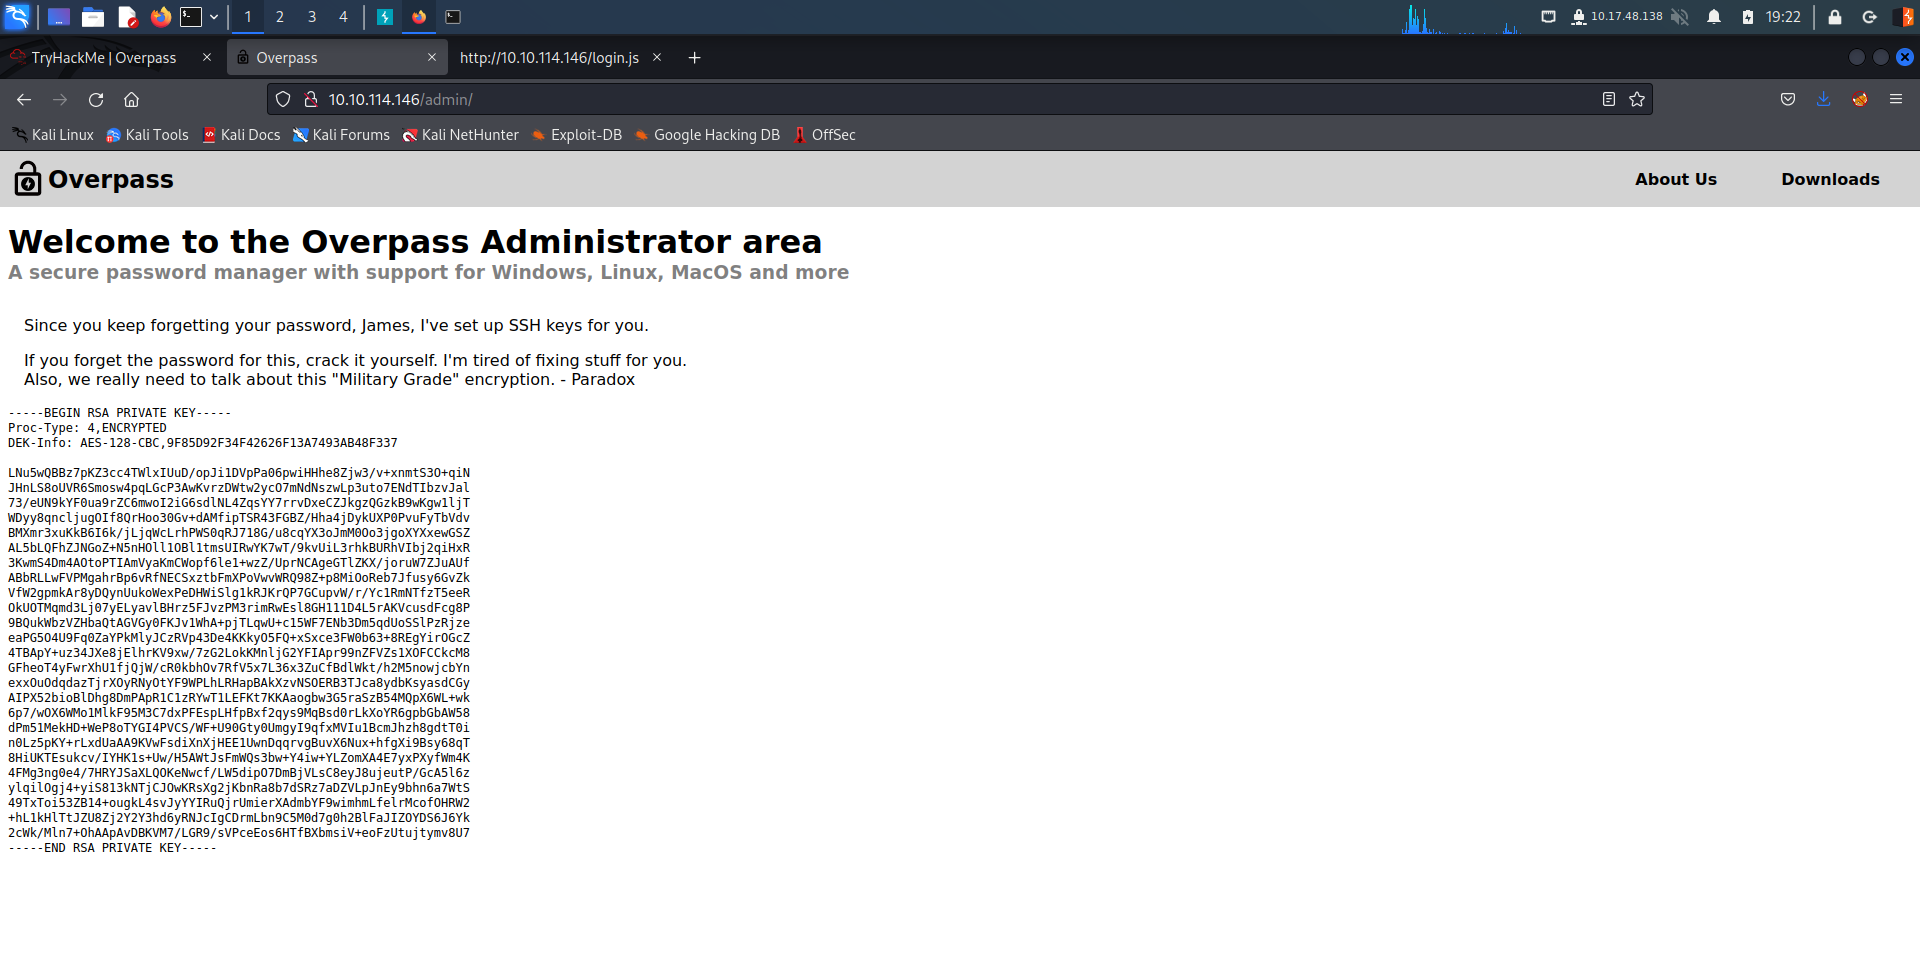 1 2 3 4 10.17.48.138 19:22
TryHackMe | Overpass Overpass http://10.10.114.146/login.js
10.10.114.146/admin/
Kali Linux Kali Tools Kali Docs Kali Forums Kali NetHunter Exploit-DB Google Hacking DB OffSec
Overpass About Us Downloads
Welcome to the Overpass Administrator area
A secure password manager with support for Windows, Linux, MacOS and more
Since you keep forgetting your password, James, I've set up SSH keys for you.
If you forget the password for this, crack it yourself. I'm tired of fixing stuff for you.
Also, we really need to talk about this "Military Grade" encryption. - Paradox
-----BEGIN RSA PRIVATE KEY-----
Proc-Type: 4,ENCRYPTED
DEK-Info: AES-128-CBC,9F85D92F34F42626F13A7493AB48F337
LNu5wQBBz7pKZ3cc4TWlxIUuD/opJi1DVpPa06pwiHHhe8Zjw3/v+xnmtS3O+qiN
JHnLS8oUVR6Smosw4pqLGcP3AwKvrzDWtw2ycO7mNdNszwLp3uto7ENdTIbzvJal
73/eUN9kYF0ua9rZC6mwoI2iG6sdlNL4ZqsYY7rrvDxeCZJkgzQGzkB9wKgw1ljT
WDyy8qncljugOIf8QrHoo30Gv+dAMfipTSR43FGBZ/Hha4jDykUXP0PvuFyTbVdv
BMXmr3xuKkB6I6k/jLjqWcLrhPWS0qRJ718G/u8cqYX3oJmM0Oo3jgoXYXxewGSZ
AL5bLQFhZJNGoZ+N5nHOll1OBl1tmsUIRwYK7wT/9kvUiL3rhkBURhVIbj2qiHxR
3KwmS4Dm4AOtoPTIAmVyaKmCWopf6le1+wzZ/UprNCAgeGTlZKX/joruW7ZJuAUf
ABbRLLwFVPMgahrBp6vRfNECSxztbFmXPoVwvWRQ98Z+p8MiOoReb7Jfusy6GvZk
VfW2gpmkAr8yDQynUukoWexPeDHWiSlg1kRJKrQP7GCupvW/r/Yc1RmNTfzT5eeR
OkUOTMqmd3Lj07yELyavlBHrz5FJvzPM3rimRwEsl8GH111D4L5rAKVcusdFcg8P
9BQukWbzVZHbaQtAGVGy0FKJv1WhA+pjTLqwU+c15WF7ENb3Dm5qdUoSSlPzRjze
eaPG5O4U9Fq0ZaYPkMlyJCzRVp43De4KKkyO5FQ+xSxce3FW0b63+8REgYirOGcZ
4TBApY+uz34JXe8jElhrKV9xw/7zG2LokKMnljG2YFIApr99nZFVZs1XOFCCkcM8
GFheoT4yFwrXhU1fjQjW/cR0kbhOv7RfV5x7L36x3ZuCfBdlWkt/h2M5nowjcbYn
exxOuOdqdazTjrXOyRNyOtYF9WPLhLRHapBAkXzvNSOERB3TJca8ydbKsyasdCGy
AIPX52bioBlDhg8DmPApR1C1zRYwT1LEFKt7KKAaogbw3G5raSzB54MQpX6WL+wk
6p7/wOX6WMo1MlkF95M3C7dxPFEspLHfpBxf2qys9MqBsd0rLkXoYR6gpbGbAW58
dPm51MekHD+WeP8oTYGI4PVCS/WF+U90Gty0UmgyI9qfxMVIu1BcmJhzh8gdtT0i
n0Lz5pKY+rLxdUaAA9KVwFsdiXnXjHEE1UwnDqqrvgBuvX6Nux+hfgXi9Bsy68qT
8HiUKTEsukcv/IYHK1s+Uw/H5AWtJsFmWQs3bw+Y4iw+YLZomXA4E7yxPXyfWm4K
4FMg3ng0e4/7HRYJSaXLQOKeNwcf/LW5dipO7DmBjVLsC8eyJ8ujeutP/GcA5l6z
ylqilOgj4+yiS813kNTjCJOwKRsXg2jKbnRa8b7dSRz7aDZVLpJnEy9bhn6a7WtS
49TxToi53ZB14+ougkL4svJyYYIRuQjrUmierXAdmbYF9wimhmLfelrMcofOHRW2
+hL1kHlTtJZU8Zj2Y2Y3hd6yRNJcIgCDrmLbn9C5M0d7g0h2BlFaJIZOYDS6J6Yk
2cWk/Mln7+OhAApAvDBKVM7/LGR9/sVPceEos6HTfBXbmsiV+eoFzUtujtymv8U7
-----END RSA PRIVATE KEY-----